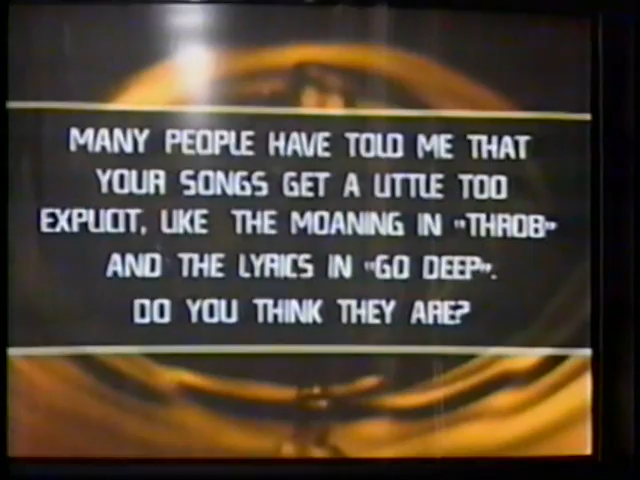 MANY PEOPLE HAVE TOLD ME THAT
YOUR SONGS GET A LITTLE TOO
EXPLICIT, LIKE THE MOANING IN "THROB"
AND THE LYRICS IN "GO DEEP".
DO YOU THINK THEY ARE?